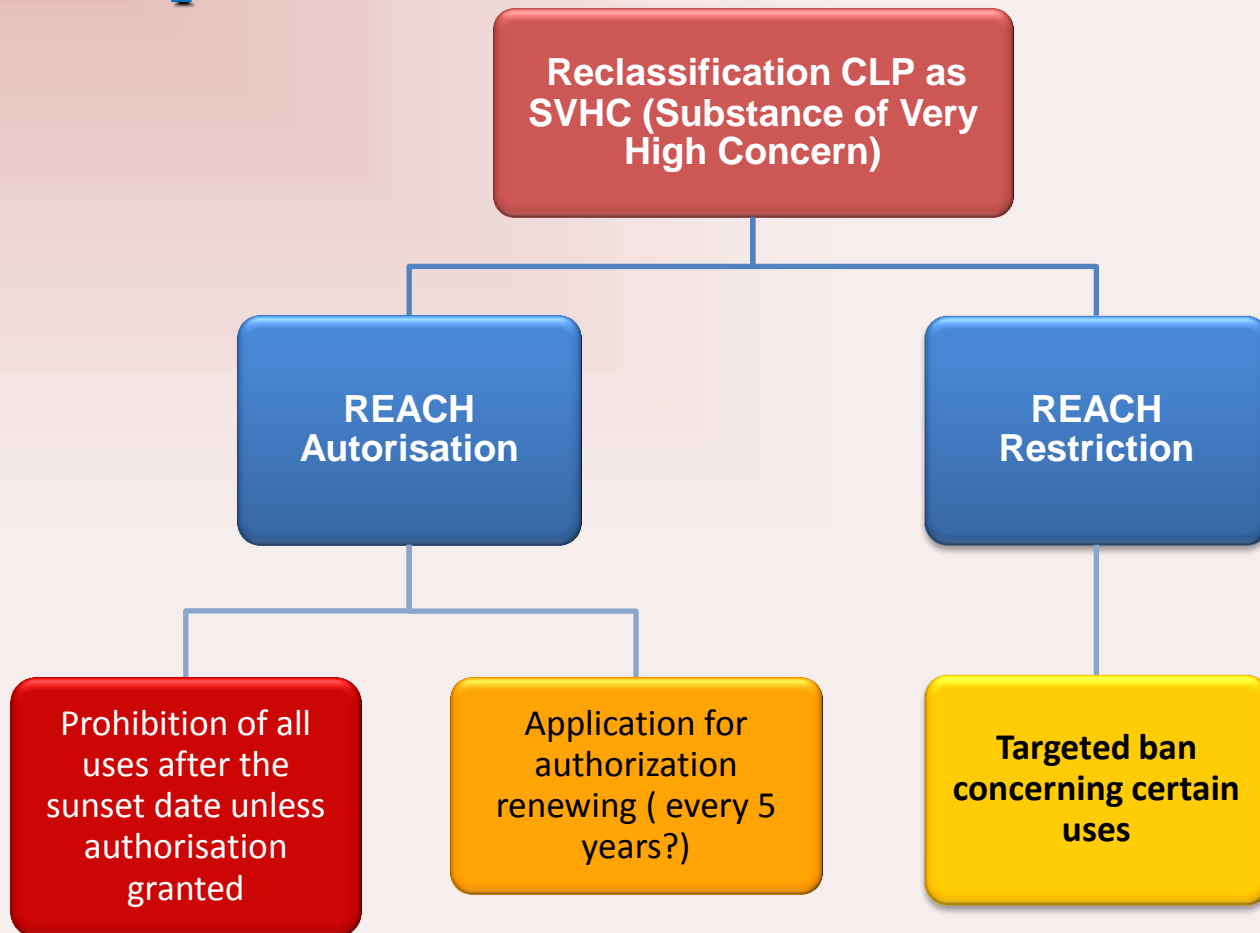 Reclassification CLP as
SVHC (Substance of Very
High Concern)
REACH
Autorisation
REACH
Restriction
Prohibition of all
uses after the
sunset date unless
authorisation
granted
Application for
authorization
renewing ( every 5
years?)
Targeted ban
concerning certain
uses